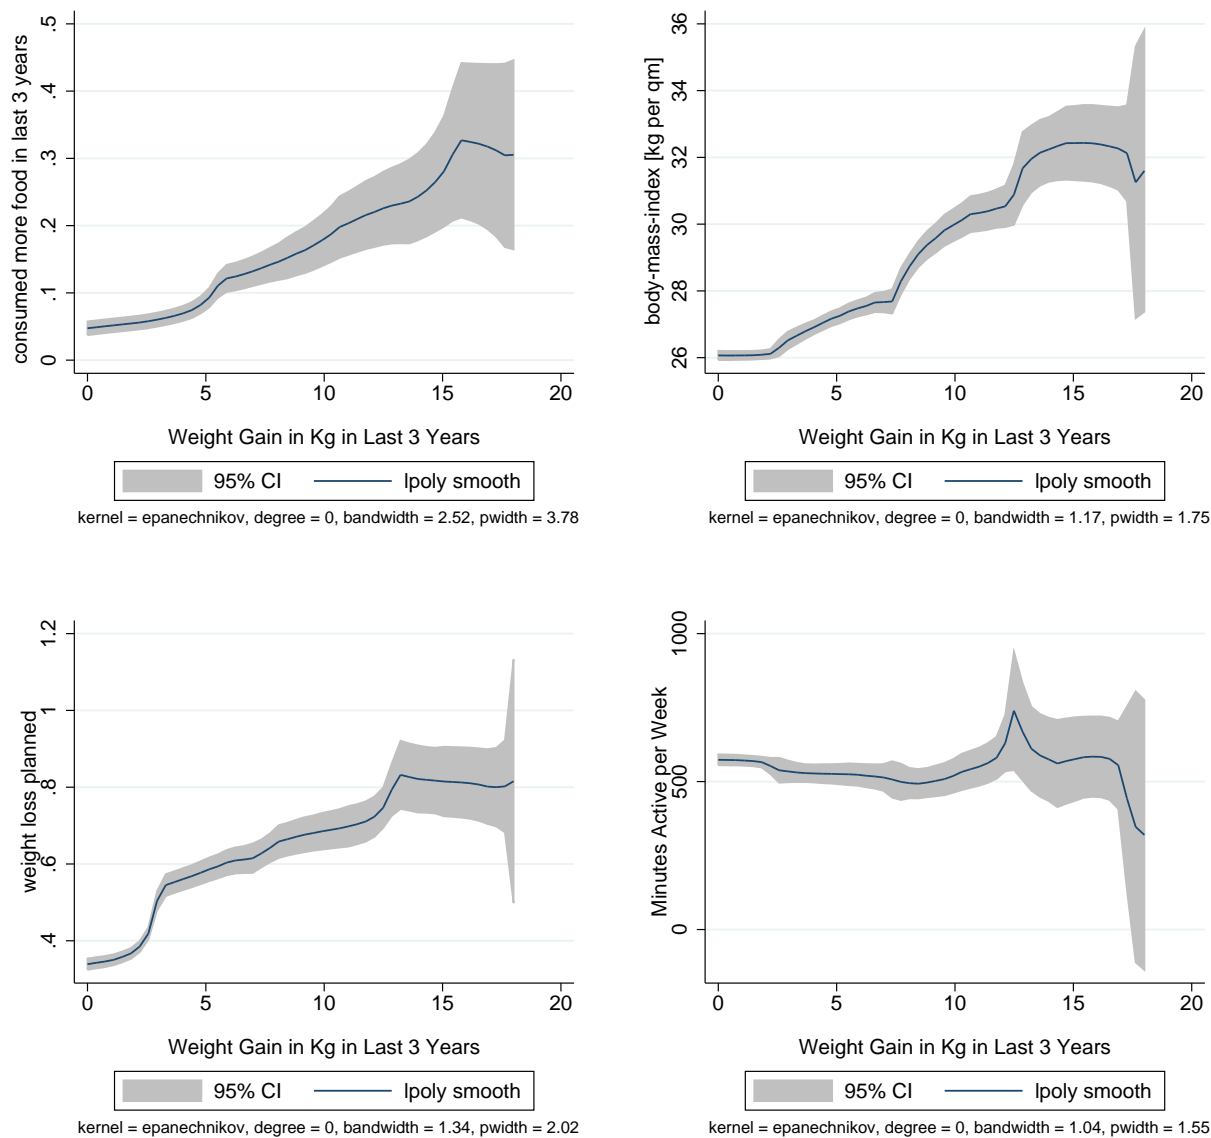 consumed more food in last 3 years
.5
.4
.3
.2
.1
0
0 5 10 15 20
Weight Gain in Kg in Last 3 Years
95% CI lpoly smooth
kernel = epanechnikov, degree = 0, bandwidth = 2.52, pwidth = 3.78
body-mass-index [kg per qm]
36
34
32
30
28
26
0 5 10 15 20
Weight Gain in Kg in Last 3 Years
95% CI lpoly smooth
kernel = epanechnikov, degree = 0, bandwidth = 1.17, pwidth = 1.75
weight loss planned
1.2
1
.8
.6
.4
0 5 10 15 20
Weight Gain in Kg in Last 3 Years
95% CI lpoly smooth
kernel = epanechnikov, degree = 0, bandwidth = 1.34, pwidth = 2.02
Minutes Active per Week
1000
500
0
0 5 10 15 20
Weight Gain in Kg in Last 3 Years
95% CI lpoly smooth
kernel = epanechnikov, degree = 0, bandwidth = 1.04, pwidth = 1.55